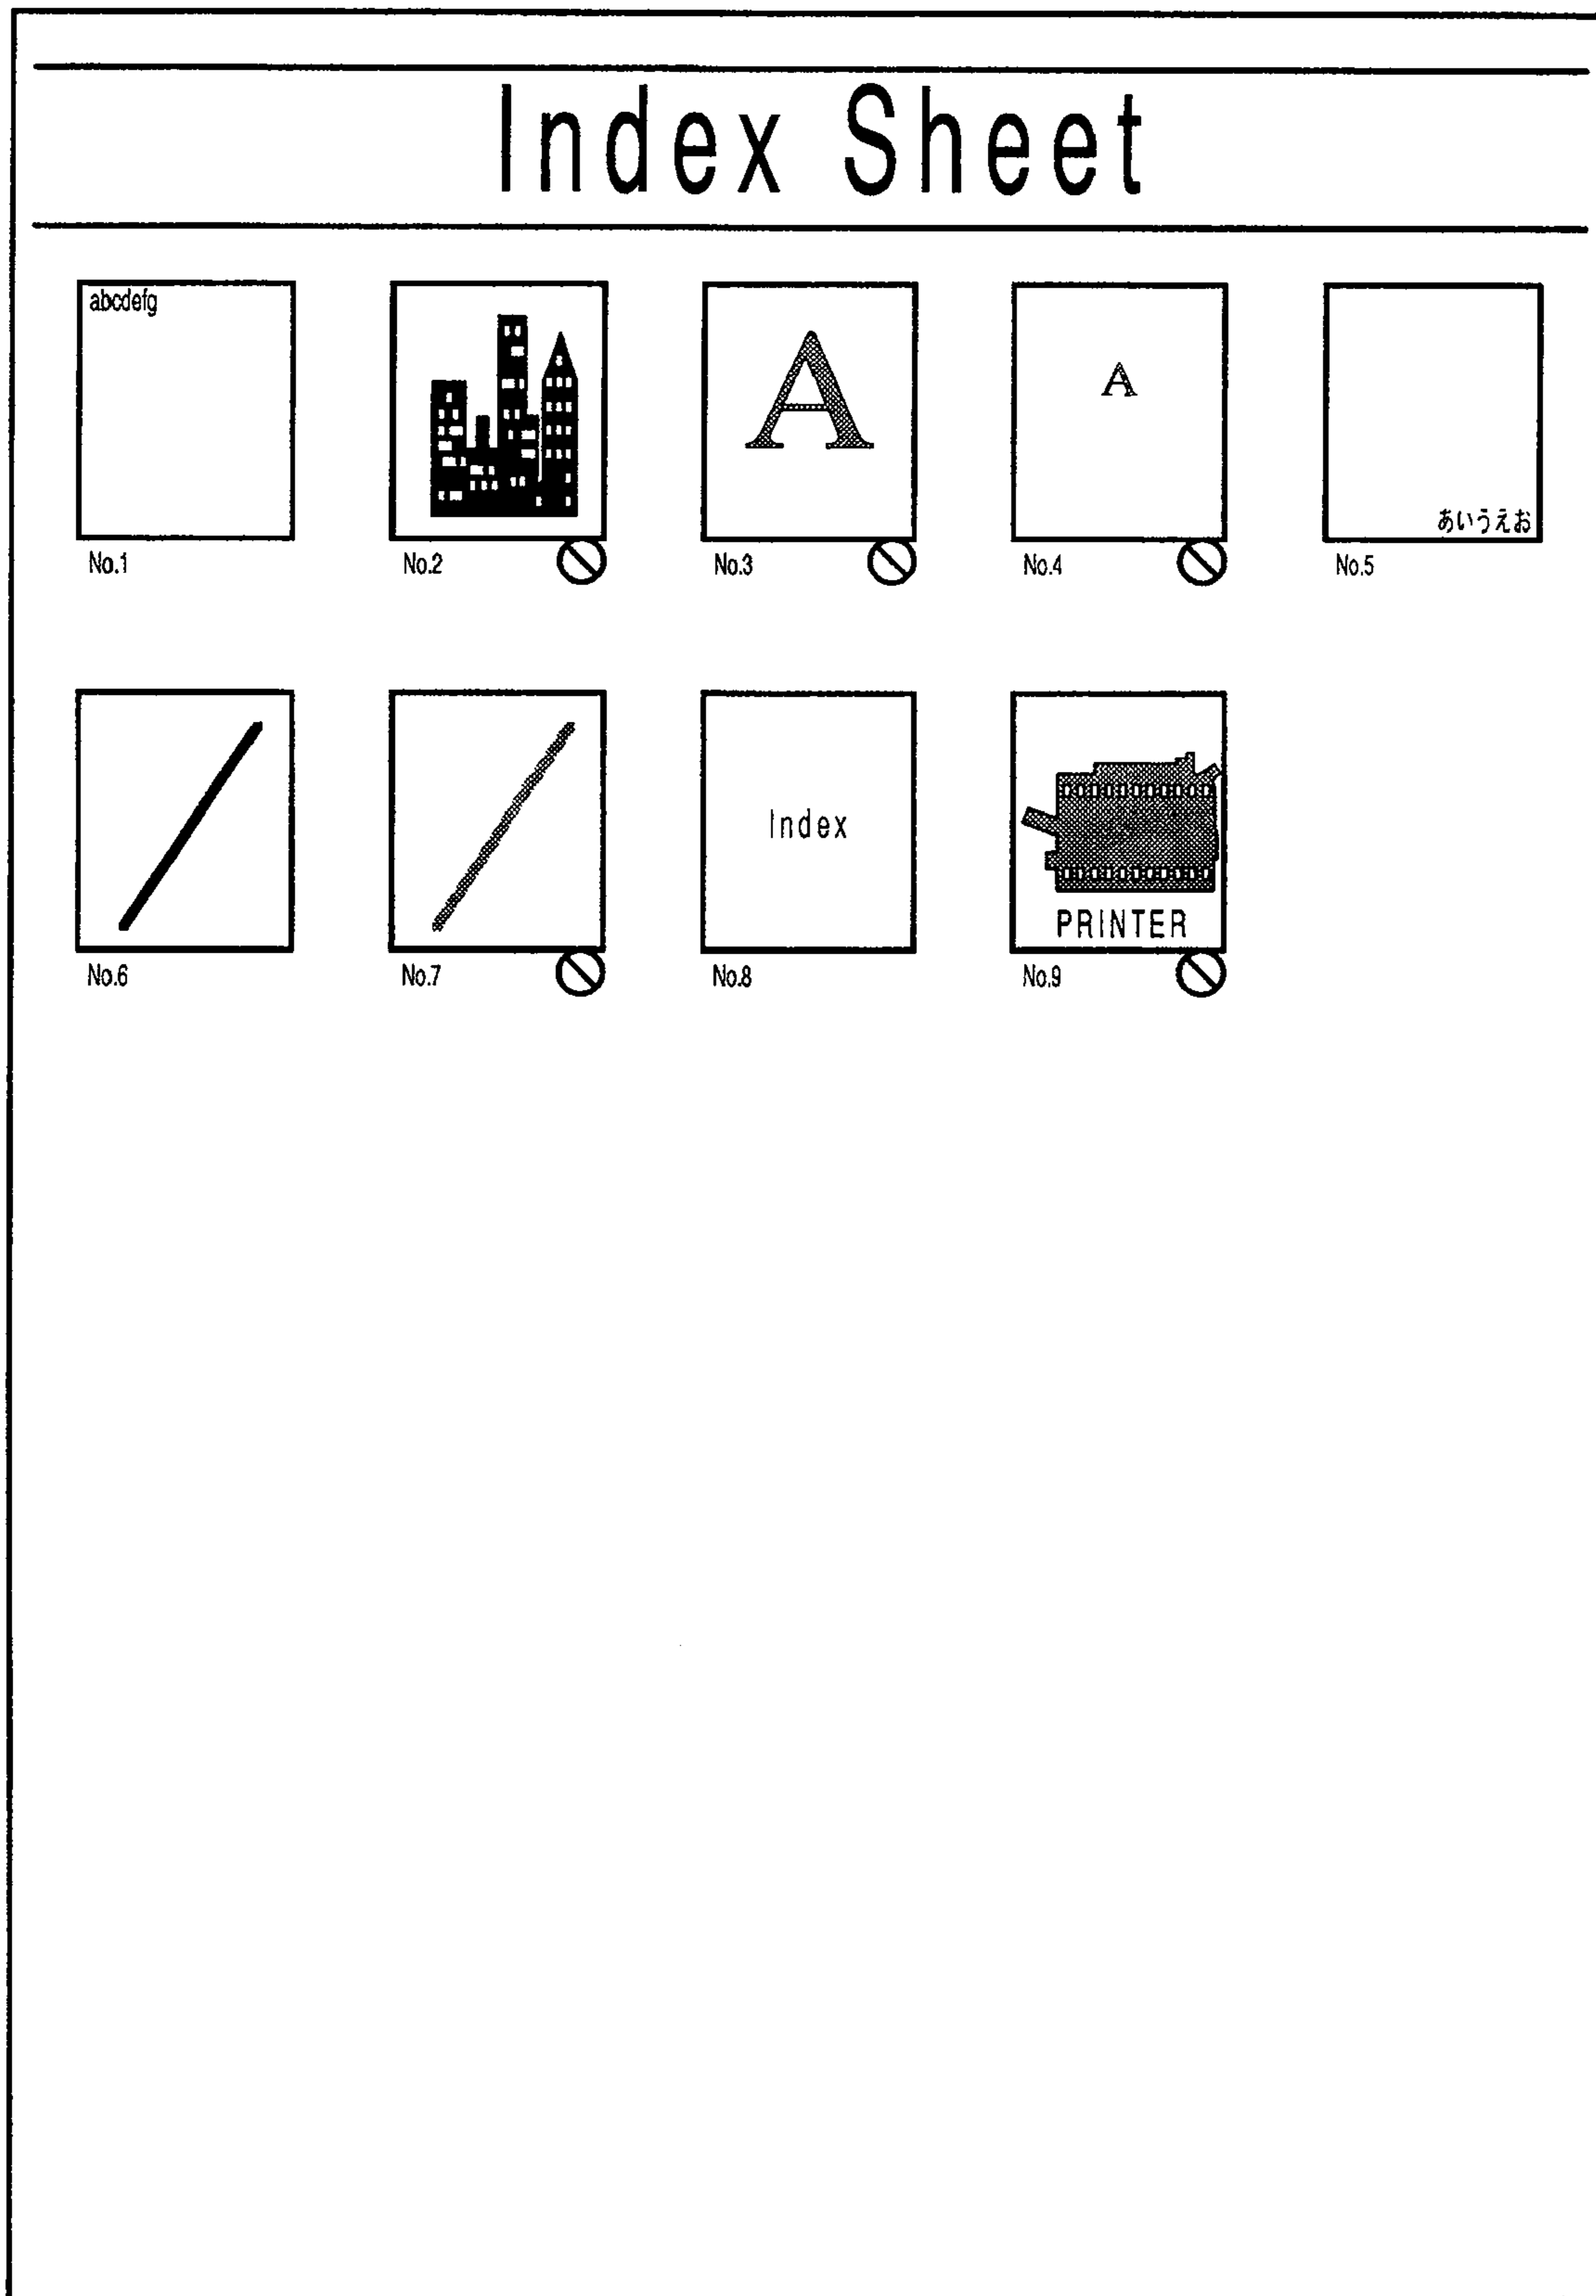 Index Sheet
abcdefg
A
A
あいうえお
No.1
No.2
No.3
No.4
No.5
Index
PRINTER
No.6
No.7
No.8
No.9